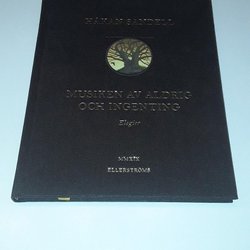 HÅKAN SANDELL
MUSIKEN AV ALDRIG
OCH INGENTING
Elegier
MMXIX
ELLERSTRÖMS